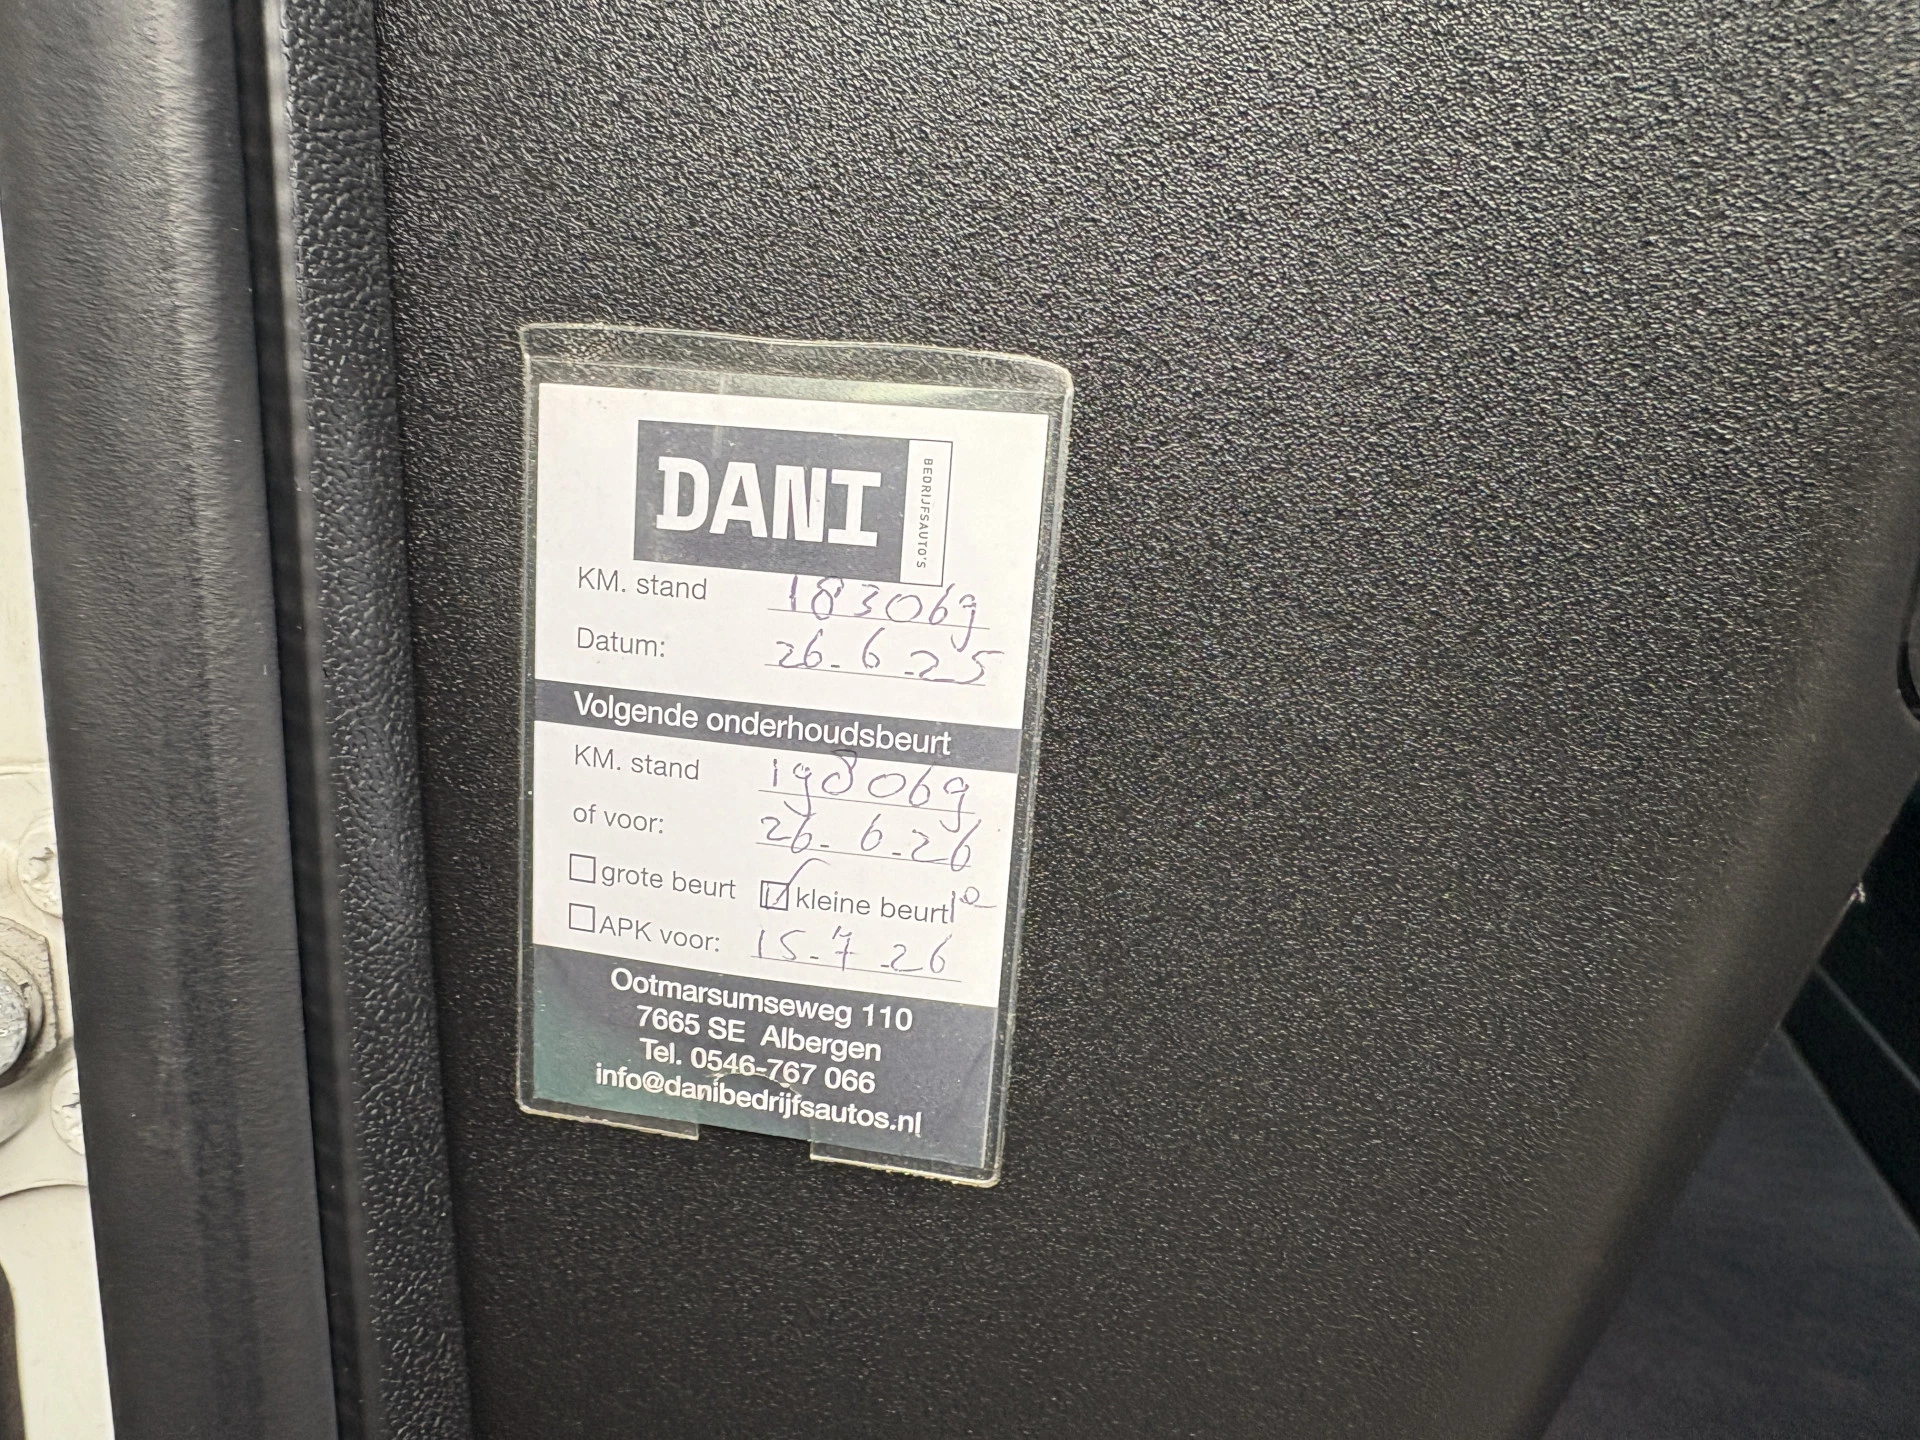 DANI BEDRIJFSAUTO'S
KM. stand 183069
Datum: 26-6-25
Volgende onderhoudsbeurt
KM. stand 198069
of voor: 26-6-26
grote beurt kleine beurt
APK voor: 15-7-26
Ootmarsumseweg 110
7665 SE Albergen
Tel. 0546-767 066
info@danibedrijfsautos.nl